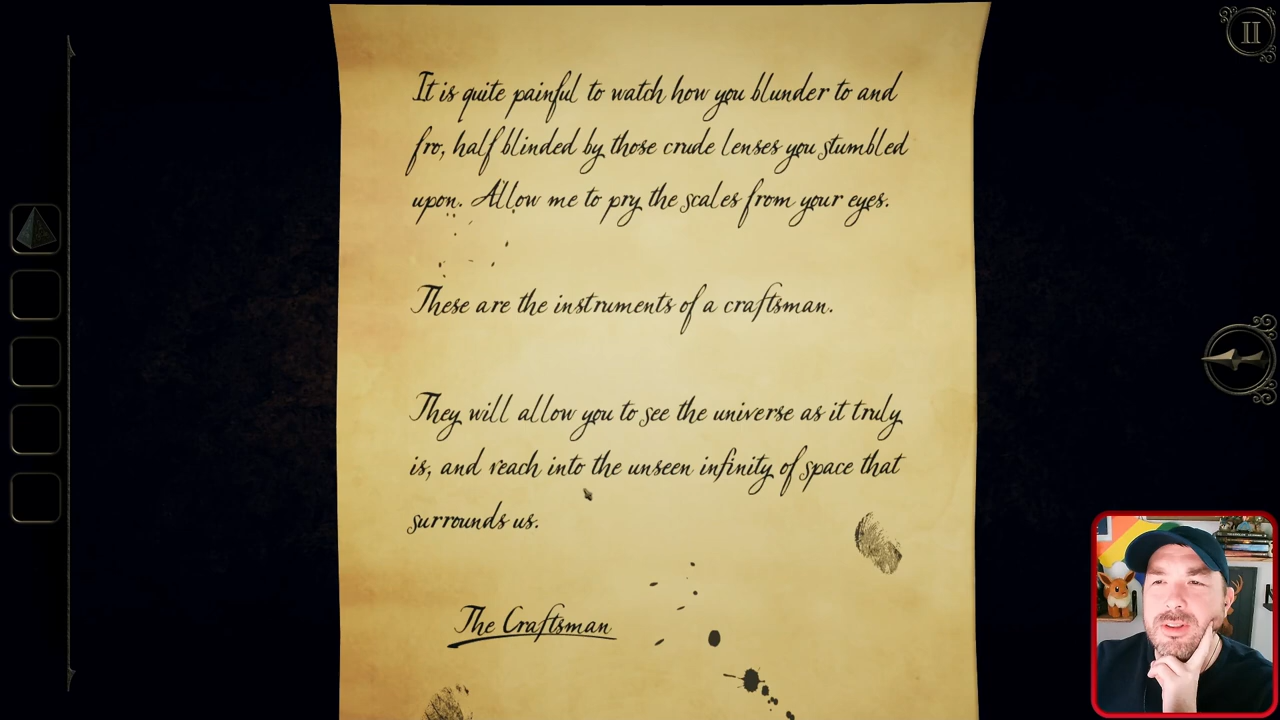 It is quite painful to watch how you blunder to and
fro, half blinded by those crude lenses you stumbled
upon. Allow me to pry the scales from your eyes.
These are the instruments of a craftsman.
They will allow you to see the universe as it truly
is, and reach into the unseen infinity of space that
surrounds us.
The Craftsman